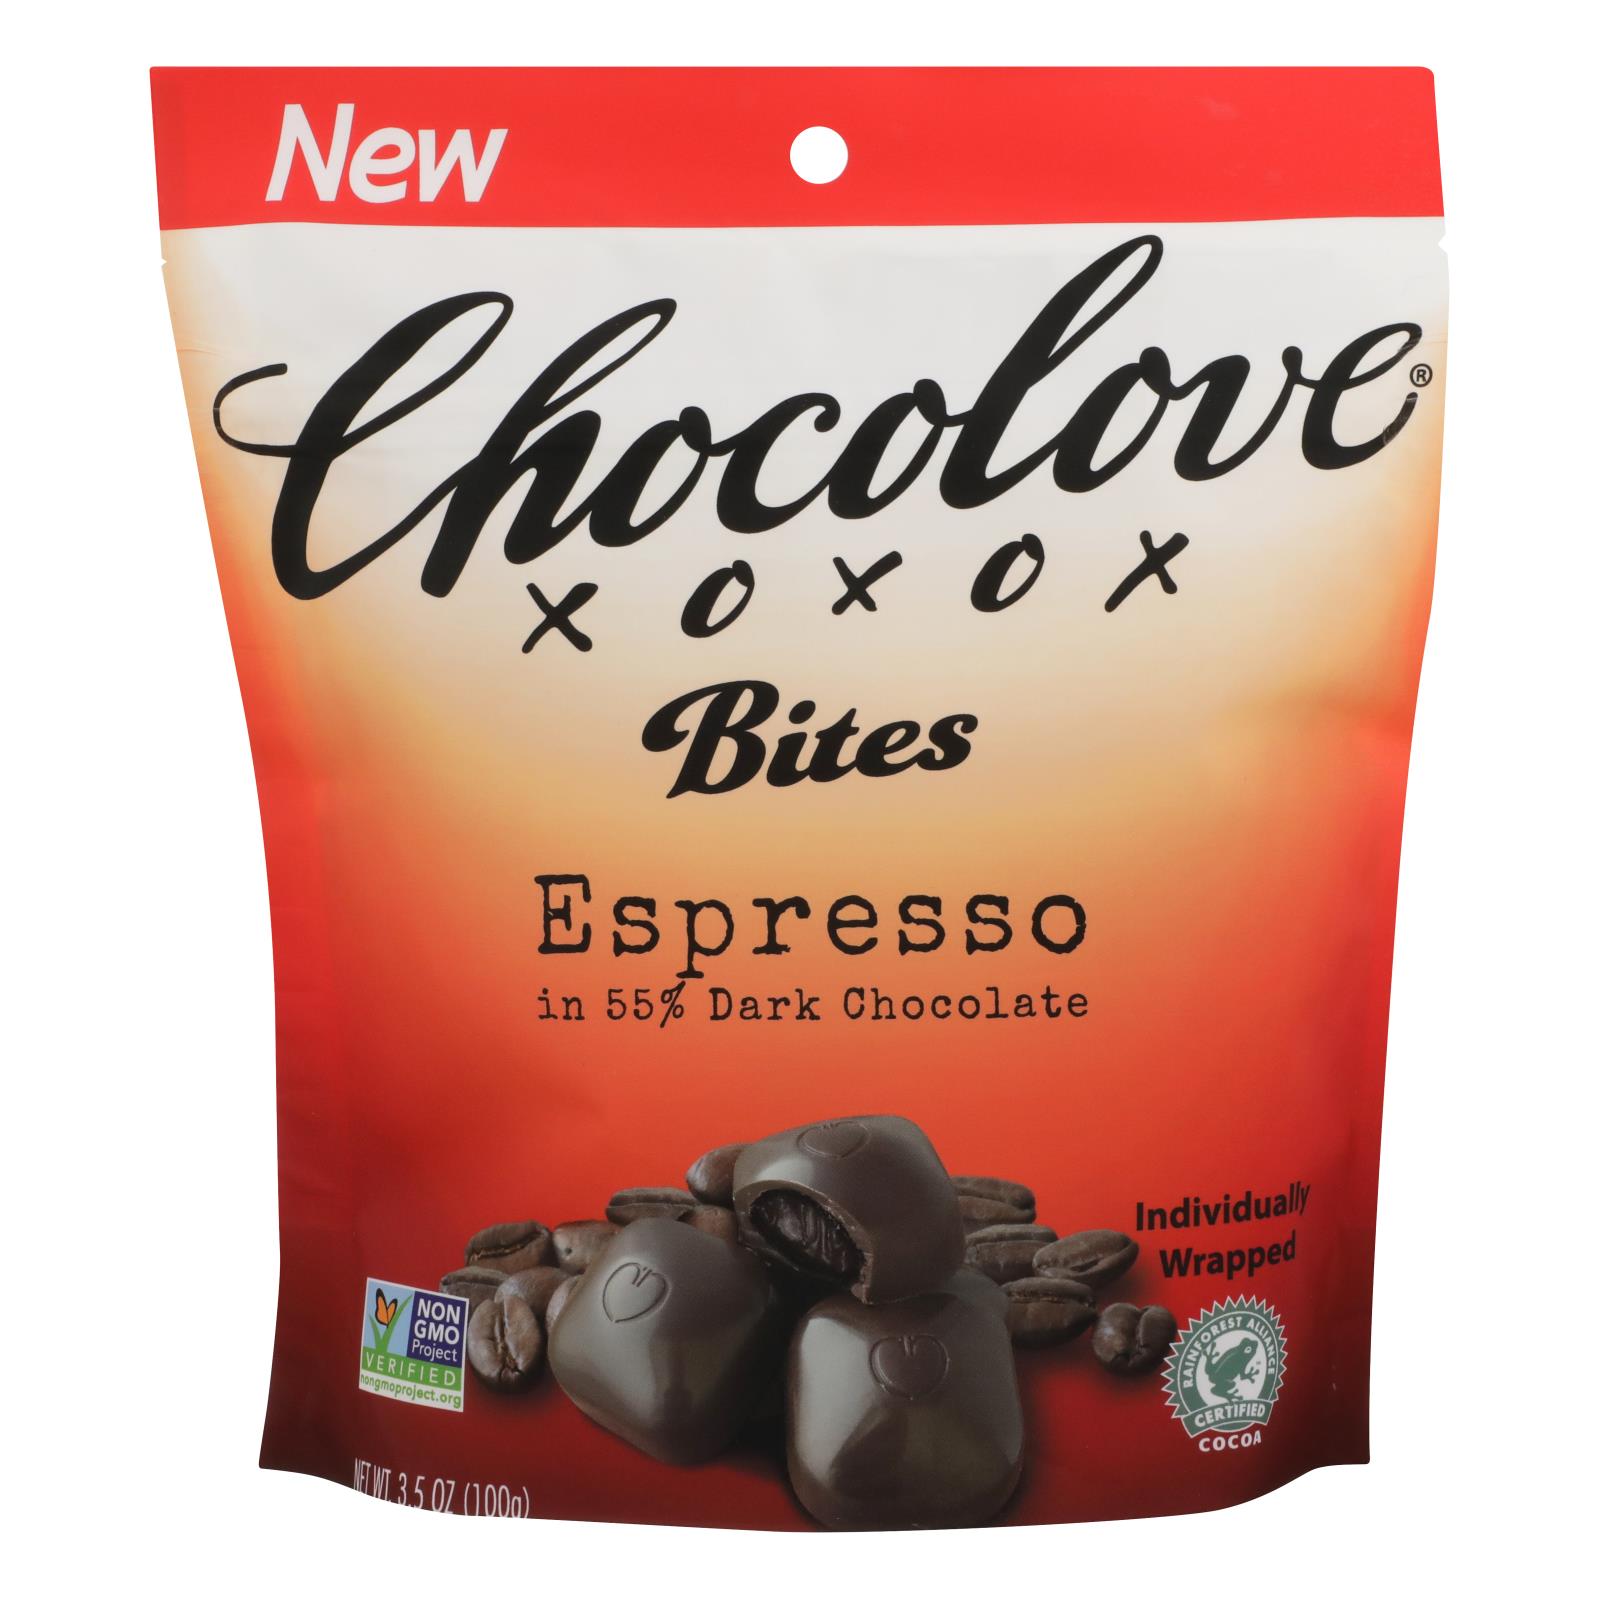 New
Chocolove®
xoxox
Bites
Espresso
in 55% Dark Chocolate
Individually
Wrapped
NON
GMO
Project
VERIFIED
nongmoproject.org
RAINFOREST ALLIANCE
CERTIFIED
COCOA
NET WT. 3.5 OZ (100g)